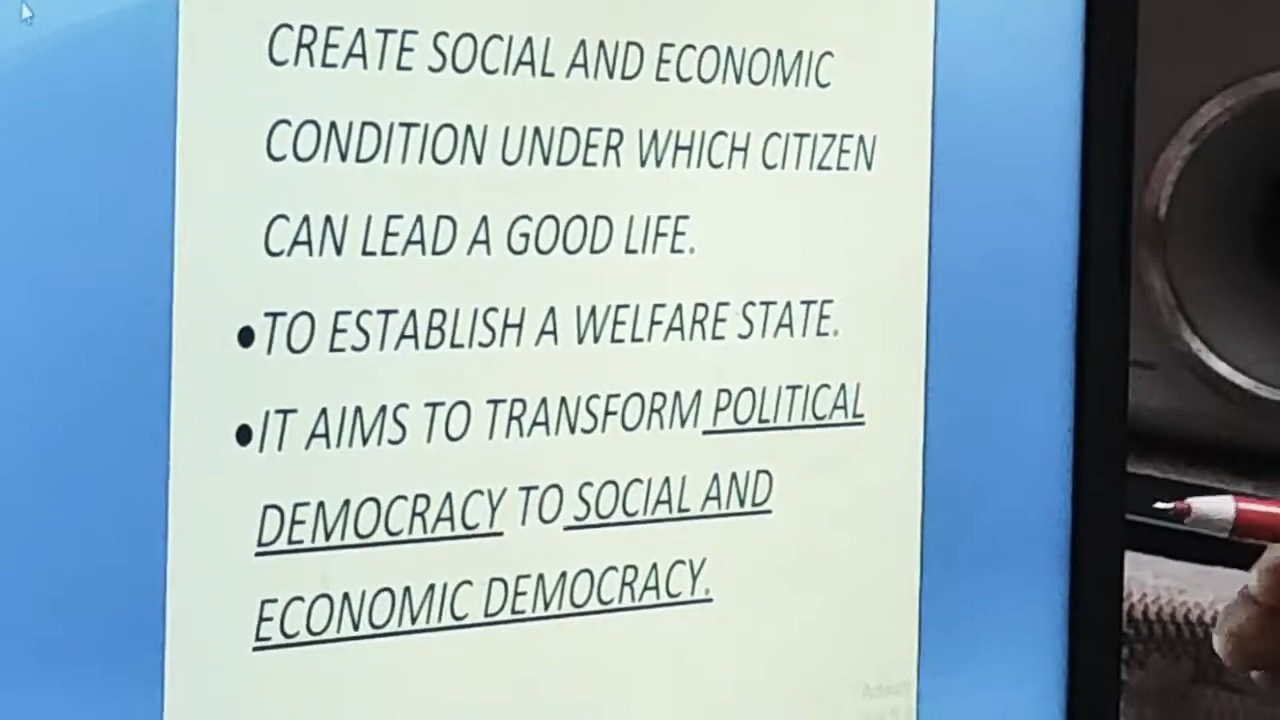 CREATE SOCIAL AND ECONOMIC
CONDITION UNDER WHICH CITIZEN
CAN LEAD A GOOD LIFE.
•TO ESTABLISH A WELFARE STATE.
•IT AIMS TO TRANSFORM POLITICAL
DEMOCRACY TO SOCIAL AND
ECONOMIC DEMOCRACY.